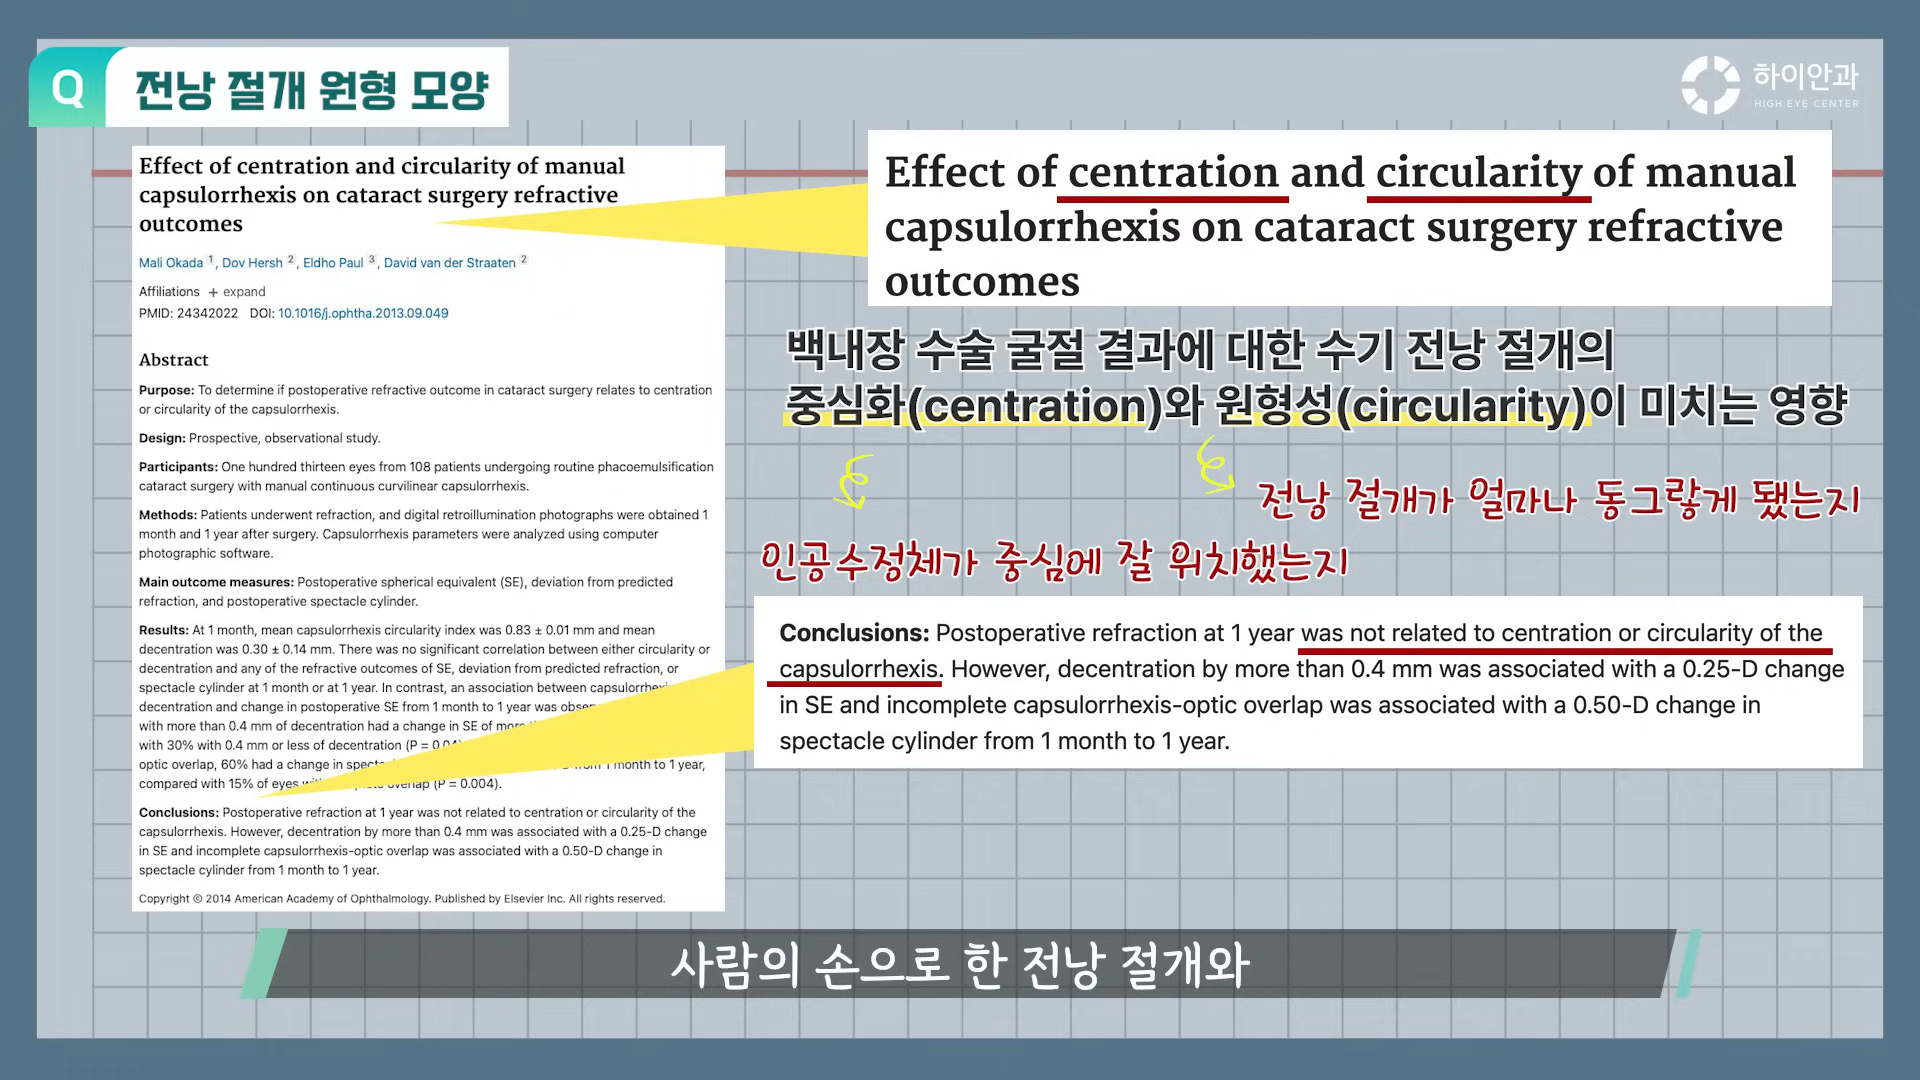 Q 전낭 절개 원형 모양
하이안과
HIGH EYE CENTER
Effect of centration and circularity of manual
capsulorrhexis on cataract surgery refractive
outcomes
Mali Okada 1, Dov Hersh 2, Eldho Paul 3, David van der Straaten 2
Affiliations + expand
PMID: 24342022 DOI: 10.1016/j.ophtha.2013.09.049
Abstract
Purpose: To determine if postoperative refractive outcome in cataract surgery relates to centration
or circularity of the capsulorrhexis.
Design: Prospective, observational study.
Participants: One hundred thirteen eyes from 108 patients undergoing routine phacoemulsification
cataract surgery with manual continuous curvilinear capsulorrhexis.
Methods: Patients underwent refraction, and digital retroillumination photographs were obtained 1
month and 1 year after surgery. Capsulorrhexis parameters were analyzed using computer
photographic software.
Main outcome measures: Postoperative spherical equivalent (SE), deviation from predicted
refraction, and postoperative spectacle cylinder.
Results: At 1 month, mean capsulorrhexis circularity index was 0.83 ± 0.01 mm and mean
decentration was 0.30 ± 0.14 mm. There was no significant correlation between either circularity or
decentration and any of the refractive outcomes of SE, deviation from predicted refraction, or
spectacle cylinder at 1 month or at 1 year. In contrast, an association between
decentration and change in postoperative SE from 1 month to 1 year was
with more than 0.4 mm of decentration had a change in SE of
with 30% with 0.4 mm or less of decentration (P =
optic overlap, 60% had a change in 1 month to 1 year,
compared with 15% of eyes overlap (P = 0.004).
Conclusions: Postoperative refraction at 1 year was not related to centration or circularity of the
capsulorrhexis. However, decentration by more than 0.4 mm was associated with a 0.25-D change
in SE and incomplete capsulorrhexis-optic overlap was associated with a 0.50-D change in
spectacle cylinder from 1 month to 1 year.
Copyright © 2014 American Academy of Ophthalmology. Published by Elsevier Inc. All rights reserved.
Effect of centration and circularity of manual
capsulorrhexis on cataract surgery refractive
outcomes
백내장 수술 굴절 결과에 대한 수기 전낭 절개의
중심화(centration)와 원형성(circularity)이 미치는 영향
전낭 절개가 얼마나 동그랗게 됐는지
인공수정체가 중심에 잘 위치했는지
Conclusions: Postoperative refraction at 1 year was not related to centration or circularity of the
capsulorrhexis. However, decentration by more than 0.4 mm was associated with a 0.25-D change
in SE and incomplete capsulorrhexis-optic overlap was associated with a 0.50-D change in
spectacle cylinder from 1 month to 1 year.
사람의 손으로 한 전낭 절개와